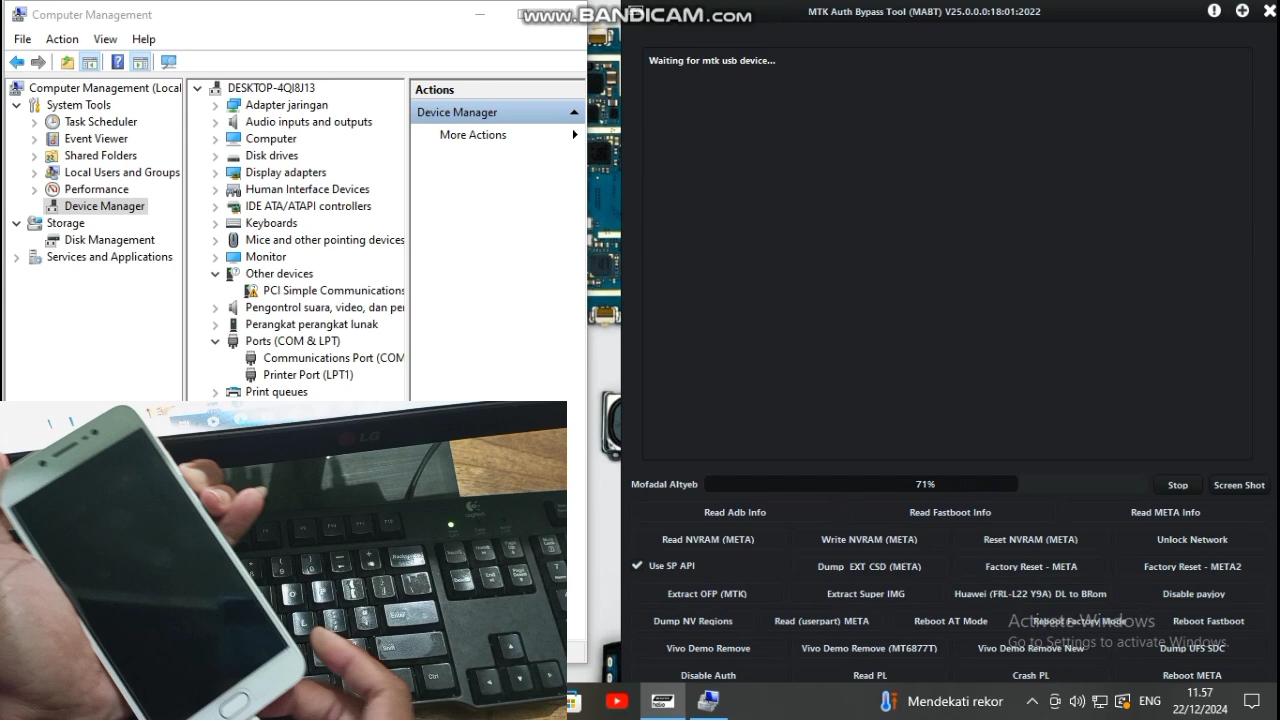 Computer Management
www.BANDICAM.com
MTK Auth Bypass Tool (MABT) V25.0.0.0:18:01:2022
File Action View Help
Computer Management (Local
System Tools
Task Scheduler
Event Viewer
Shared Folders
Local Users and Groups
Performance
Device Manager
Storage
Disk Management
Services and Applications
DESKTOP-4QI8J13
Adapter jaringan
Audio inputs and outputs
Computer
Disk drives
Display adapters
Human Interface Devices
IDE ATA/ATAPI controllers
Keyboards
Mice and other pointing devices
Monitor
Other devices
PCI Simple Communications
Pengontrol suara, video, dan per
Perangkat perangkat lunak
Ports (COM & LPT)
Communications Port (COM
Printer Port (LPT1)
Print queues
Actions
Device Manager
More Actions
Waiting for mtk usb device...
Mofadal Altyeb 71% Stop Screen Shot
Read Adb Info Read Fastboot Info Read META Info
Read NVRAM (META) Write NVRAM (META) Reset NVRAM (META) Unlock Network
Use SP API Dump EXT CSD (META) Factory Reset - META Factory Reset - META2
Extract OFP (MTK) Extract Super IMG Huawei (FRL-L22 Y9A) DL to BRom Disable payjoy
Dump NV Regions Read (userpart) META Reboot AT Mode Reboot Factory Mode Reboot Fastboot
Vivo Demo Remove Vivo Demo Remove (MT6877T) Vivo Demo Remove New Dump UFS SDC
Disable Auth Read PL Crash PL Reboot META
Activate Windows
Go to Settings to activate Windows.
LG
Logitech
Backspace
Enter
Shift
Ctrl
Delete
End
Mendekati rekor
ENG
11.57
22/12/2024